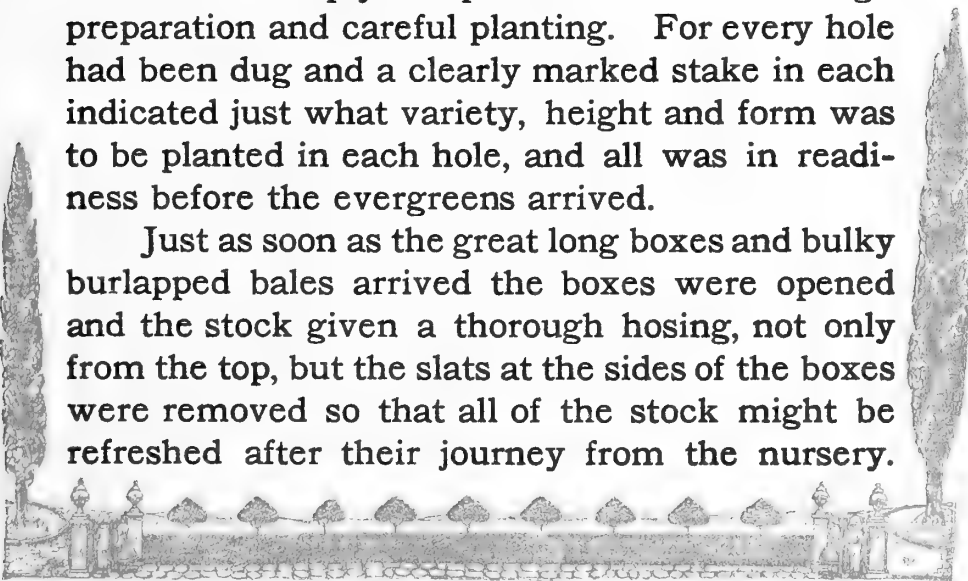 preparation and careful planting. For every hole
had been dug and a clearly marked stake in each
indicated just what variety, height and form was
to be planted in each hole, and all was in readi-
ness before the evergreens arrived.
Just as soon as the great long boxes and bulky
burlapped bales arrived the boxes were opened
and the stock given a thorough hosing, not only
from the top, but the slats at the sides of the boxes
were removed so that all of the stock might be
refreshed after their journey from the nursery.